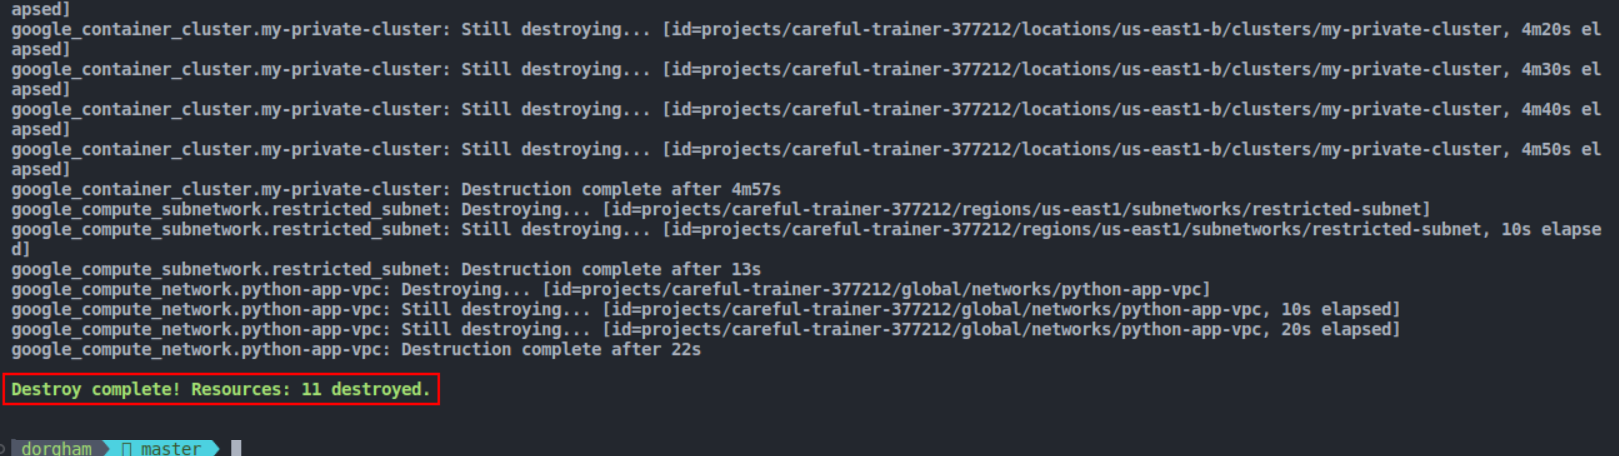 apsed]
google_container_cluster.my-private-cluster: Still destroying... [id=projects/careful-trainer-377212/locations/us-east1-b/clusters/my-private-cluster, 4m20s el
apsed]
google_container_cluster.my-private-cluster: Still destroying... [id=projects/careful-trainer-377212/locations/us-east1-b/clusters/my-private-cluster, 4m30s el
apsed]
google_container_cluster.my-private-cluster: Still destroying... [id=projects/careful-trainer-377212/locations/us-east1-b/clusters/my-private-cluster, 4m40s el
apsed]
google_container_cluster.my-private-cluster: Still destroying... [id=projects/careful-trainer-377212/locations/us-east1-b/clusters/my-private-cluster, 4m50s el
apsed]
google_container_cluster.my-private-cluster: Destruction complete after 4m57s
google_compute_subnetwork.restricted_subnet: Destroying... [id=projects/careful-trainer-377212/regions/us-east1/subnetworks/restricted-subnet]
google_compute_subnetwork.restricted_subnet: Still destroying... [id=projects/careful-trainer-377212/regions/us-east1/subnetworks/restricted-subnet, 10s elapse
d]
google_compute_subnetwork.restricted_subnet: Destruction complete after 13s
google_compute_network.python-app-vpc: Destroying... [id=projects/careful-trainer-377212/global/networks/python-app-vpc]
google_compute_network.python-app-vpc: Still destroying... [id=projects/careful-trainer-377212/global/networks/python-app-vpc, 10s elapsed]
google_compute_network.python-app-vpc: Still destroying... [id=projects/careful-trainer-377212/global/networks/python-app-vpc, 20s elapsed]
google_compute_network.python-app-vpc: Destruction complete after 22s
Destroy complete! Resources: 11 destroyed.
dorgham master